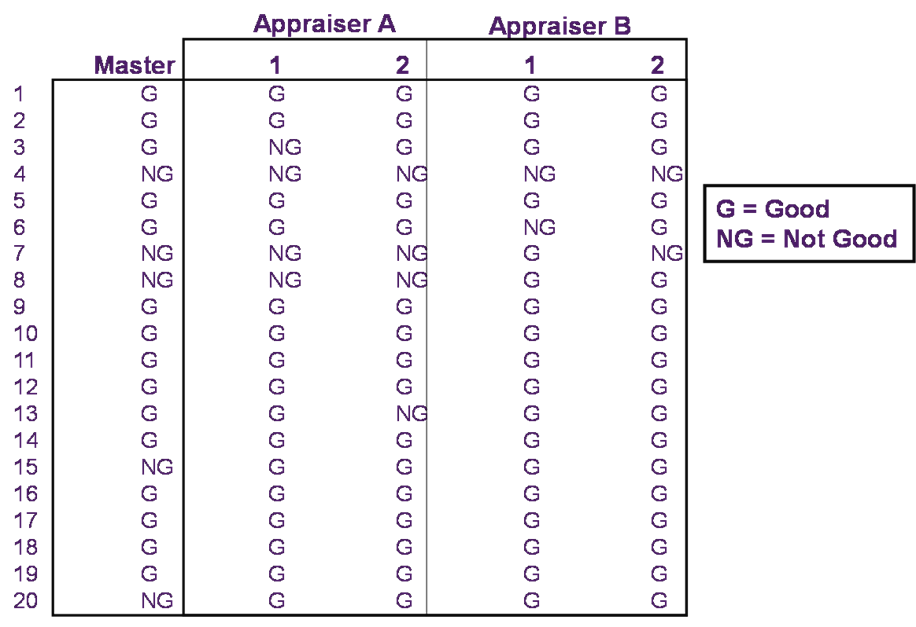 Appraiser A Appraiser B
Master 1 2 1 2
1 G G G G G
2 G G G G G
3 G NG G G G
4 NG NG NG NG NG
5 G G G G G
6 G G G NG G
7 NG NG NG G NG
8 NG NG NG G G
9 G G G G G
10 G G G G G
11 G G G G G
12 G G G G G
13 G G NG G G
14 G G G G G
15 NG G G G G
16 G G G G G
17 G G G G G
18 G G G G G
19 G G G G G
20 NG G G G G
G = Good
NG = Not Good